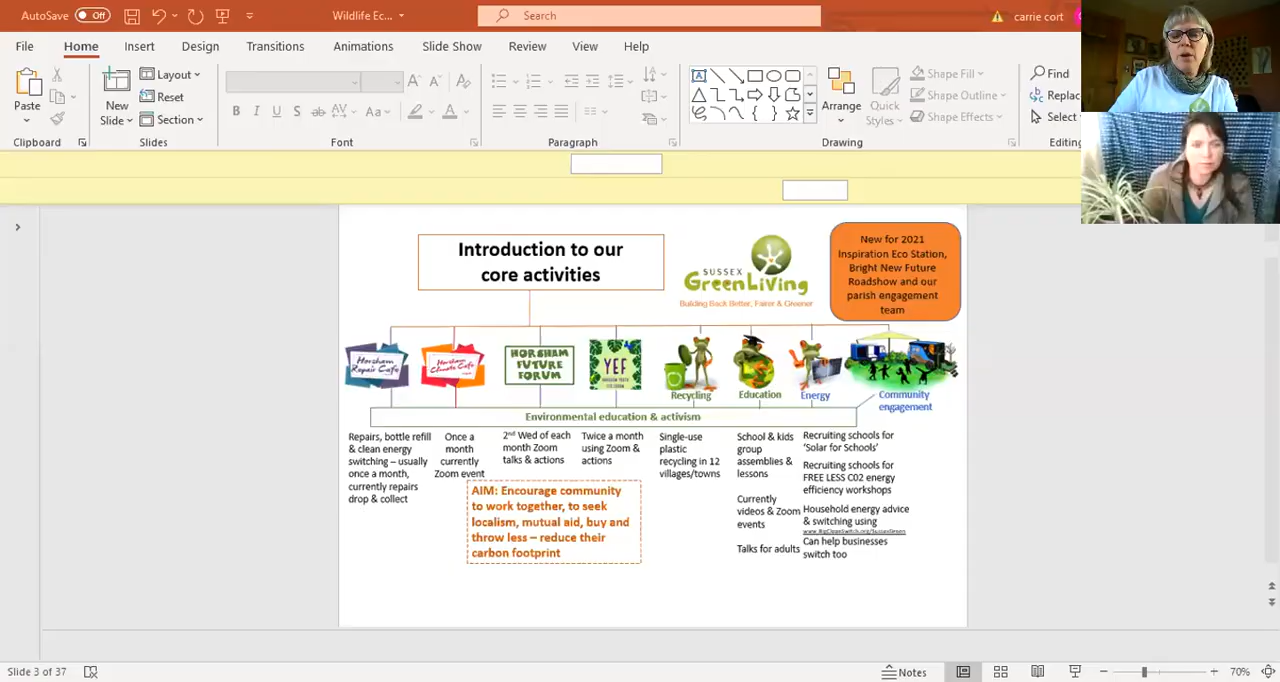 AutoSave Off
Wildlife Ec...
Search
carrie cort
File Home Insert Design Transitions Animations Slide Show Review View Help
Paste
New
Slide
Layout
Reset
Section
B I U S ab AV Aa A
Shape Fill
Shape Outline
Shape Effects
Arrange
Quick
Styles
Find
Replac
Select
Clipboard Slides Font Paragraph Drawing Editing
Introduction to our
core activities
SUSSEX
GreenLiving
Building Back Better, Fairer & Greener
New for 2021
Inspiration Eco Station,
Bright New Future
Roadshow and our
parish engagement
team
Horsham
Repair Cafe
Horsham
Climate Cafe
HORSHAM
FUTURE
FORUM
YEF
Recycling
Education
Energy
Community
engagement
Environmental education & activism
Repairs, bottle refill
& clean energy
switching – usually
once a month,
currently repairs
drop & collect
Once a
month
currently
Zoom event
2nd Wed of each
month Zoom
talks & actions
Twice a month
using Zoom &
actions
Single-use
plastic
recycling in 12
villages/towns
School & kids
group
assemblies &
lessons
Currently
videos & Zoom
events
Talks for adults
Recruiting schools for
'Solar for Schools'
Recruiting schools for
FREE LESS C02 energy
efficiency workshops
Household energy advice
& switching using
Can help businesses
switch too
AIM: Encourage community
to work together, to seek
localism, mutual aid, buy and
throw less – reduce their
carbon footprint
Slide 3 of 37
Notes
70%